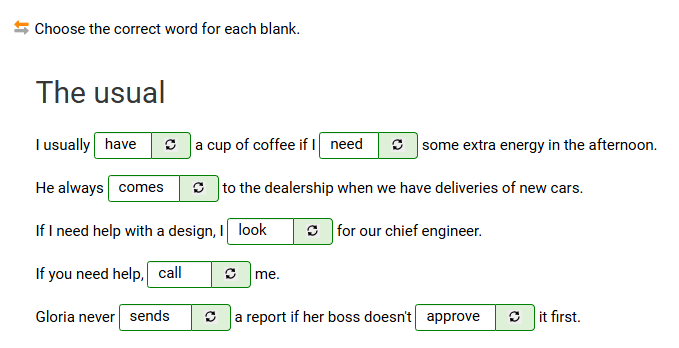 Choose the correct word for each blank.
The usual
I usually have a cup of coffee if I need some extra energy in the afternoon.
He always comes to the dealership when we have deliveries of new cars.
If I need help with a design, I look for our chief engineer.
If you need help, call me.
Gloria never sends a report if her boss doesn't approve it first.